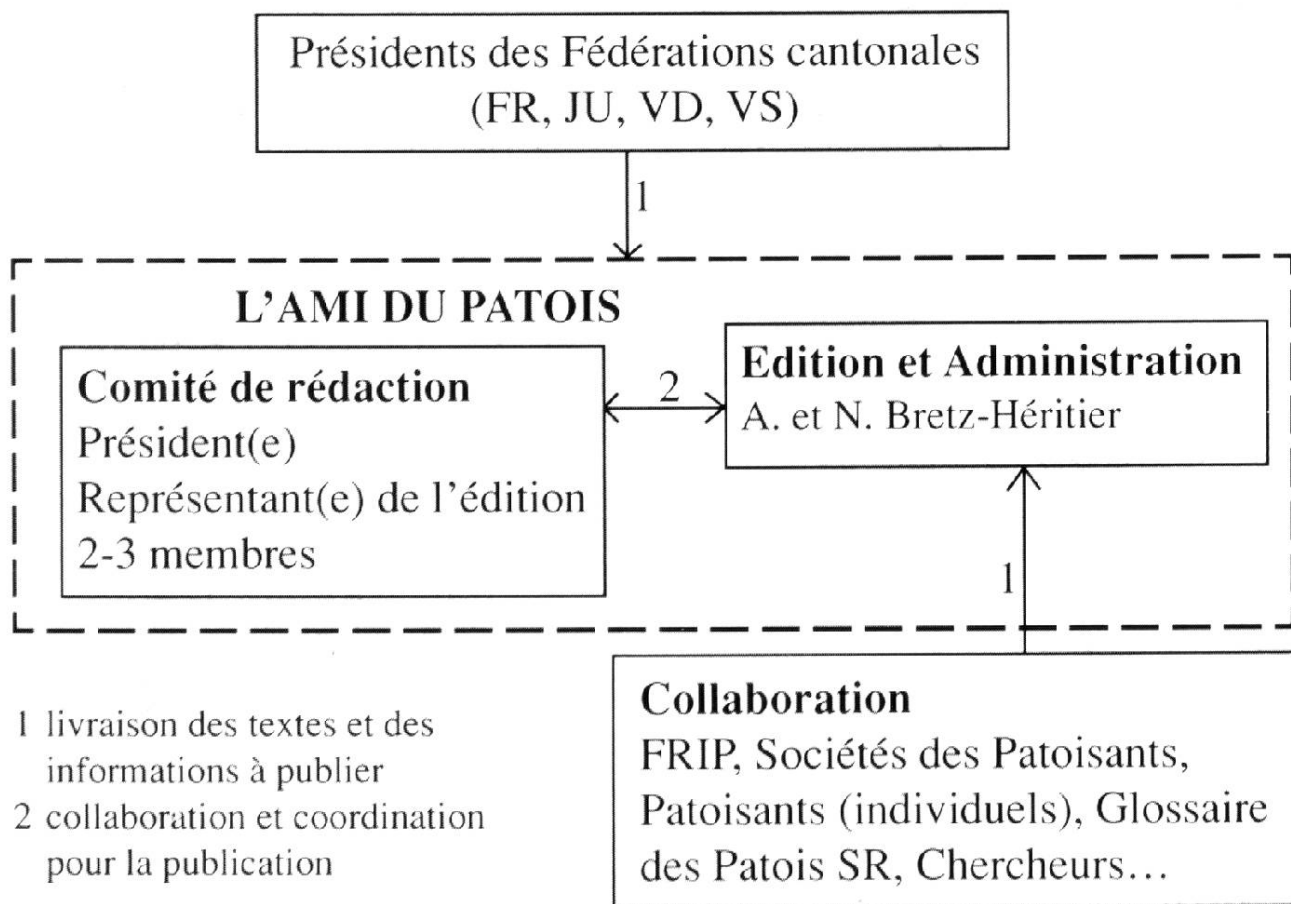 Présidents des Fédérations cantonales
(FR, JU, VD, VS)
1
L'AMI DU PATOIS
Comité de rédaction
Président(e)
Représentant(e) de l'édition
2-3 membres
2
Edition et Administration
A. et N. Bretz-Héritier
1
Collaboration
FRIP, Sociétés des Patoisants,
Patoisants (individuels), Glossaire
des Patois SR, Chercheurs…
1 livraison des textes et des
informations à publier
2 collaboration et coordination
pour la publication